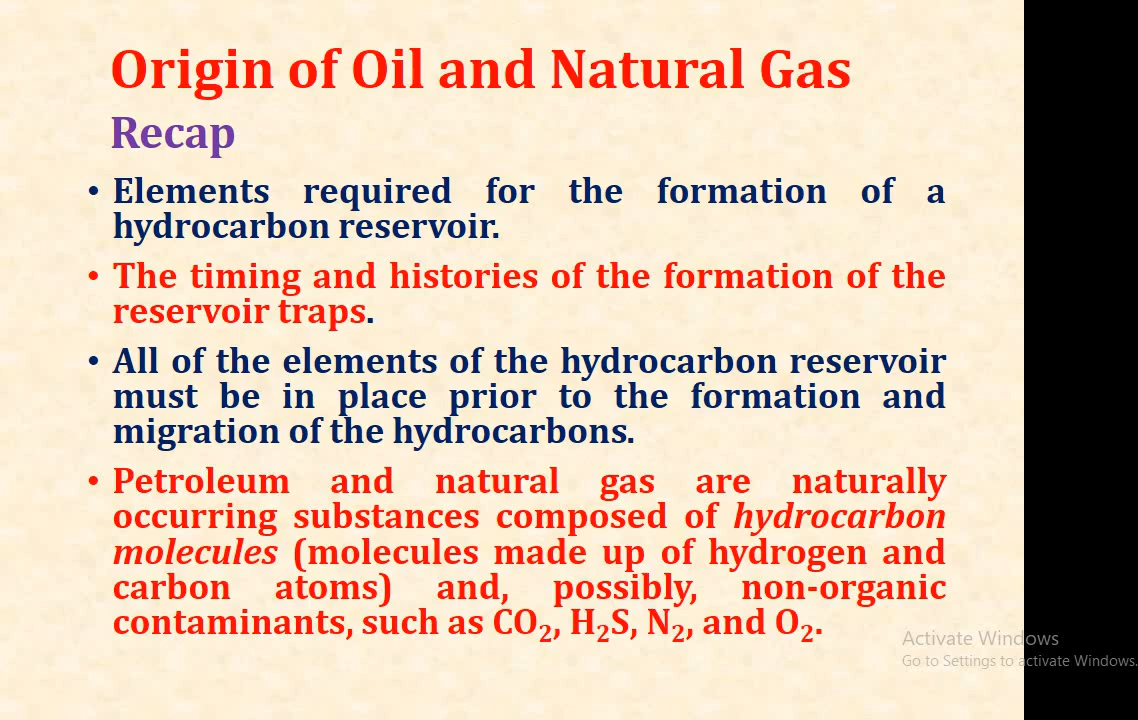 Origin of Oil and Natural Gas
Recap
• Elements required for the formation of a
hydrocarbon reservoir.
• The timing and histories of the formation of the
reservoir traps.
• All of the elements of the hydrocarbon reservoir
must be in place prior to the formation and
migration of the hydrocarbons.
• Petroleum and natural gas are naturally
occurring substances composed of hydrocarbon
molecules (molecules made up of hydrogen and
carbon atoms) and, possibly, non-organic
contaminants, such as CO₂, H₂S, N₂, and O₂.
Activate Windows
Go to Settings to activate Windows.